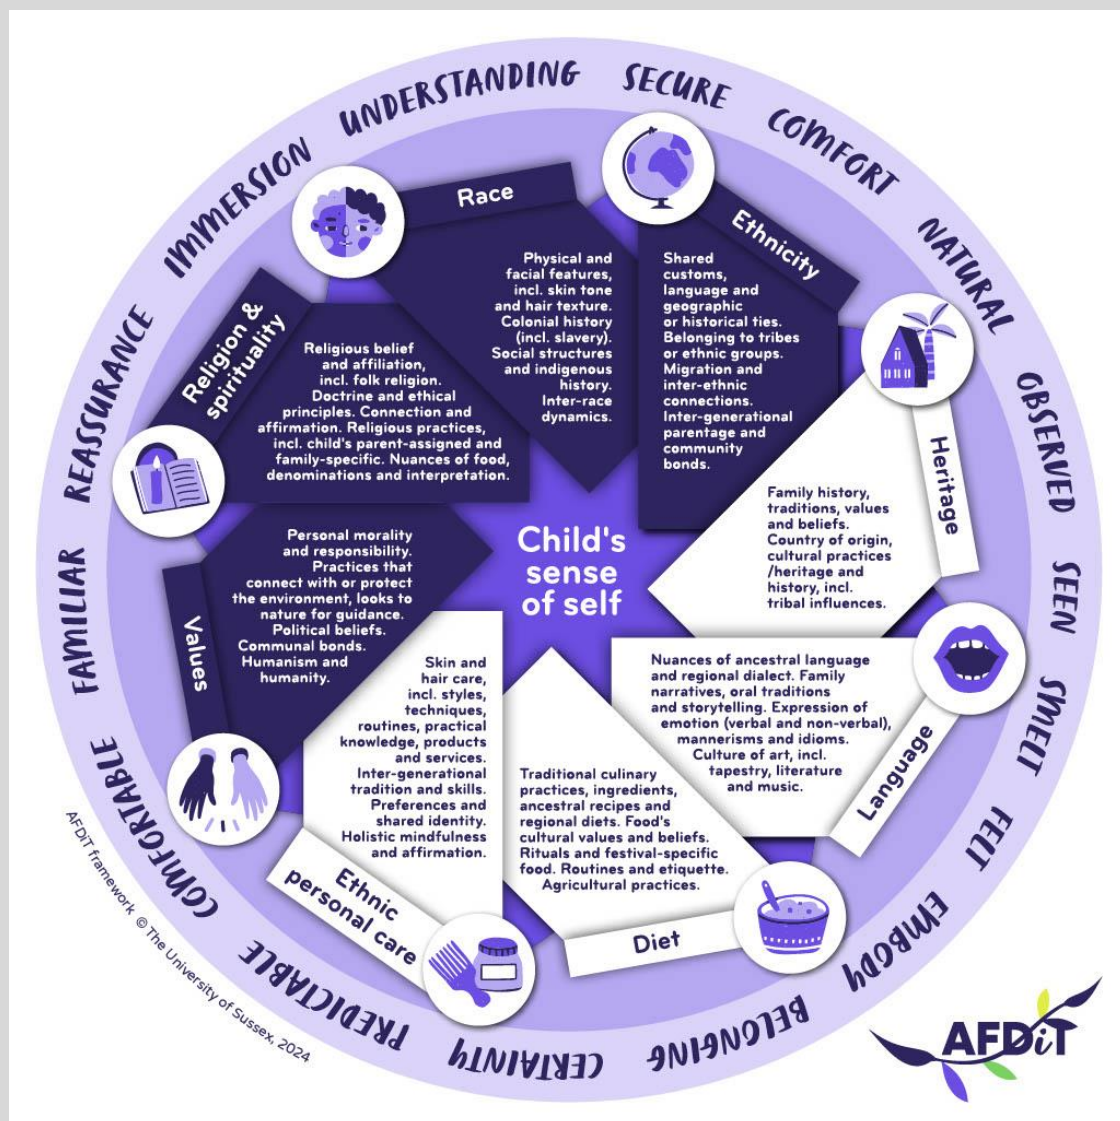 UNDERSTANDING
SECURE
COMFORT
NATURAL
OBSERVED
SEEN
SMELT
FELT
EMBODY
BELONGING
CERTAINTY
PREDICTABLE
COMFORTABLE
FAMILIAR
REASSURANCE
IMMERSION
Race
Physical and
facial features,
incl. skin tone
and hair texture.
Colonial history
(incl. slavery).
Social structures
and indigenous
history.
Inter-race
dynamics.
Ethnicity
Shared
customs,
language and
geographic
or historical ties.
Belonging to tribes
or ethnic groups.
Migration and
inter-ethnic
connections.
Inter-generational
parentage and
community
bonds.
Heritage
Family history,
traditions, values
and beliefs.
Country of origin,
cultural practices
/heritage and
history, incl.
tribal influences.
Language
Nuances of ancestral language
and regional dialect. Family
narratives, oral traditions
and storytelling. Expression of
emotion (verbal and non-verbal),
mannerisms and idioms.
Culture of art, incl.
tapestry, literature
and music.
Diet
Traditional culinary
practices, ingredients,
ancestral recipes and
regional diets. Food's
cultural values and beliefs.
Rituals and festival-specific
food. Routines and etiquette.
Agricultural practices.
Ethnic
personal care
Skin and
hair care,
incl. styles,
techniques,
routines, practical
knowledge, products
and services.
Inter-generational
tradition and skills.
Preferences and
shared identity.
Holistic mindfulness
and affirmation.
Values
Personal morality
and responsibility.
Practices that
connect with or protect
the environment, looks to
nature for guidance.
Political beliefs.
Communal bonds.
Humanism and
humanity.
Religion &
spirituality
Religious belief
and affiliation,
incl. folk religion.
Doctrine and ethical
principles. Connection and
affirmation. Religious practices,
incl. child's parent-assigned and
family-specific. Nuances of food,
denominations and interpretation.
Child's
sense
of self
AFDiT framework © The University of Sussex, 2024
AFDiT